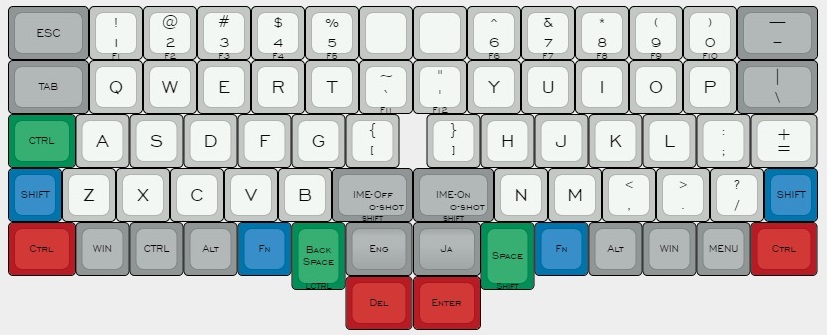 ESC ! 1 F1 @ 2 F2 # 3 F3 $ 4 F4 % 5 F5 ^ 6 F6 & 7 F7 * 8 F8 ( 9 F9 ) 0 F10 — -
TAB Q W E R T ~ ` F11 " ' F12 Y U I O P | \
CTRL A S D F G { [ } ] H J K L : ; + =
SHIFT Z X C V B IME-Off O-Shot Shift IME-On O-Shot Shift N M < , > . ? / SHIFT
Ctrl WIN CTRL Alt Fn Back Space LCTRL Eng Ja Space Shift Fn Alt WIN MENU Ctrl
Del Enter